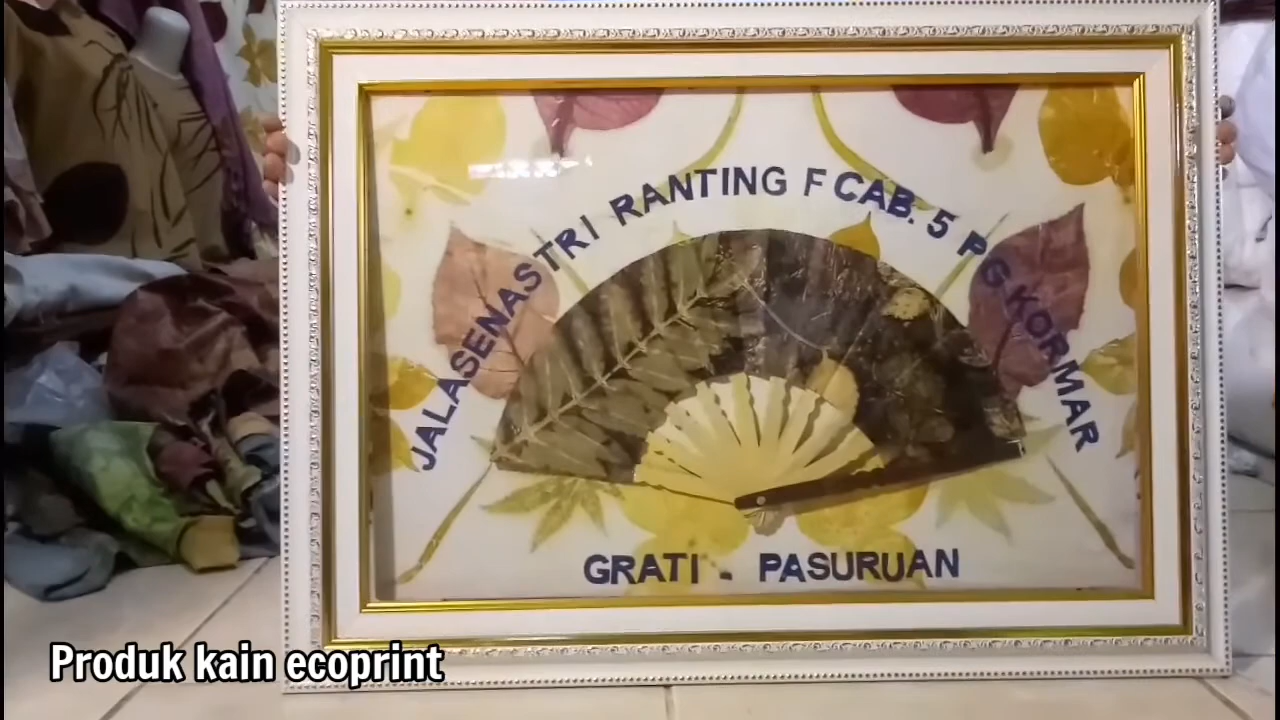 JALASENASTRI RANTING F CAB. 5 PG KORMAR
GRATI - PASURUAN
Produk kain ecoprint